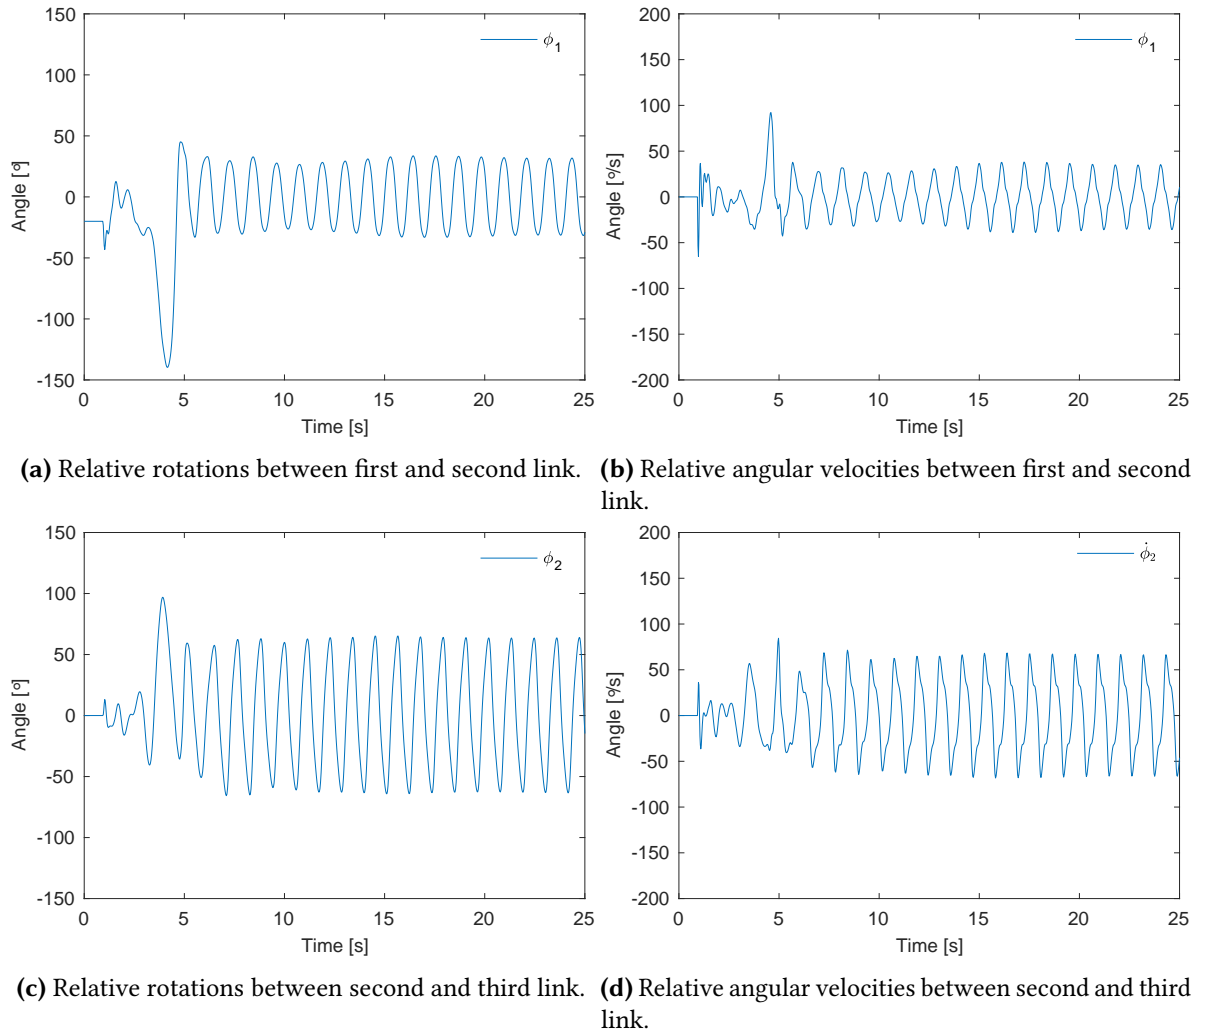 150
100
50
0
-50
-100
-150
Angle [º]
ϕ1
0 5 10 15 20 25
Time [s]
200
150
100
50
0
-50
-100
-150
-200
Angle [º/s]
ϕ1
0 5 10 15 20 25
Time [s]
(a) Relative rotations between first and second link.
(b) Relative angular velocities between first and second
link.
150
100
50
0
-50
-100
-150
Angle [º]
ϕ2
0 5 10 15 20 25
Time [s]
200
150
100
50
0
-50
-100
-150
-200
Angle [º/s]
ϕ̇2
0 5 10 15 20 25
Time [s]
(c) Relative rotations between second and third link.
(d) Relative angular velocities between second and third
link.